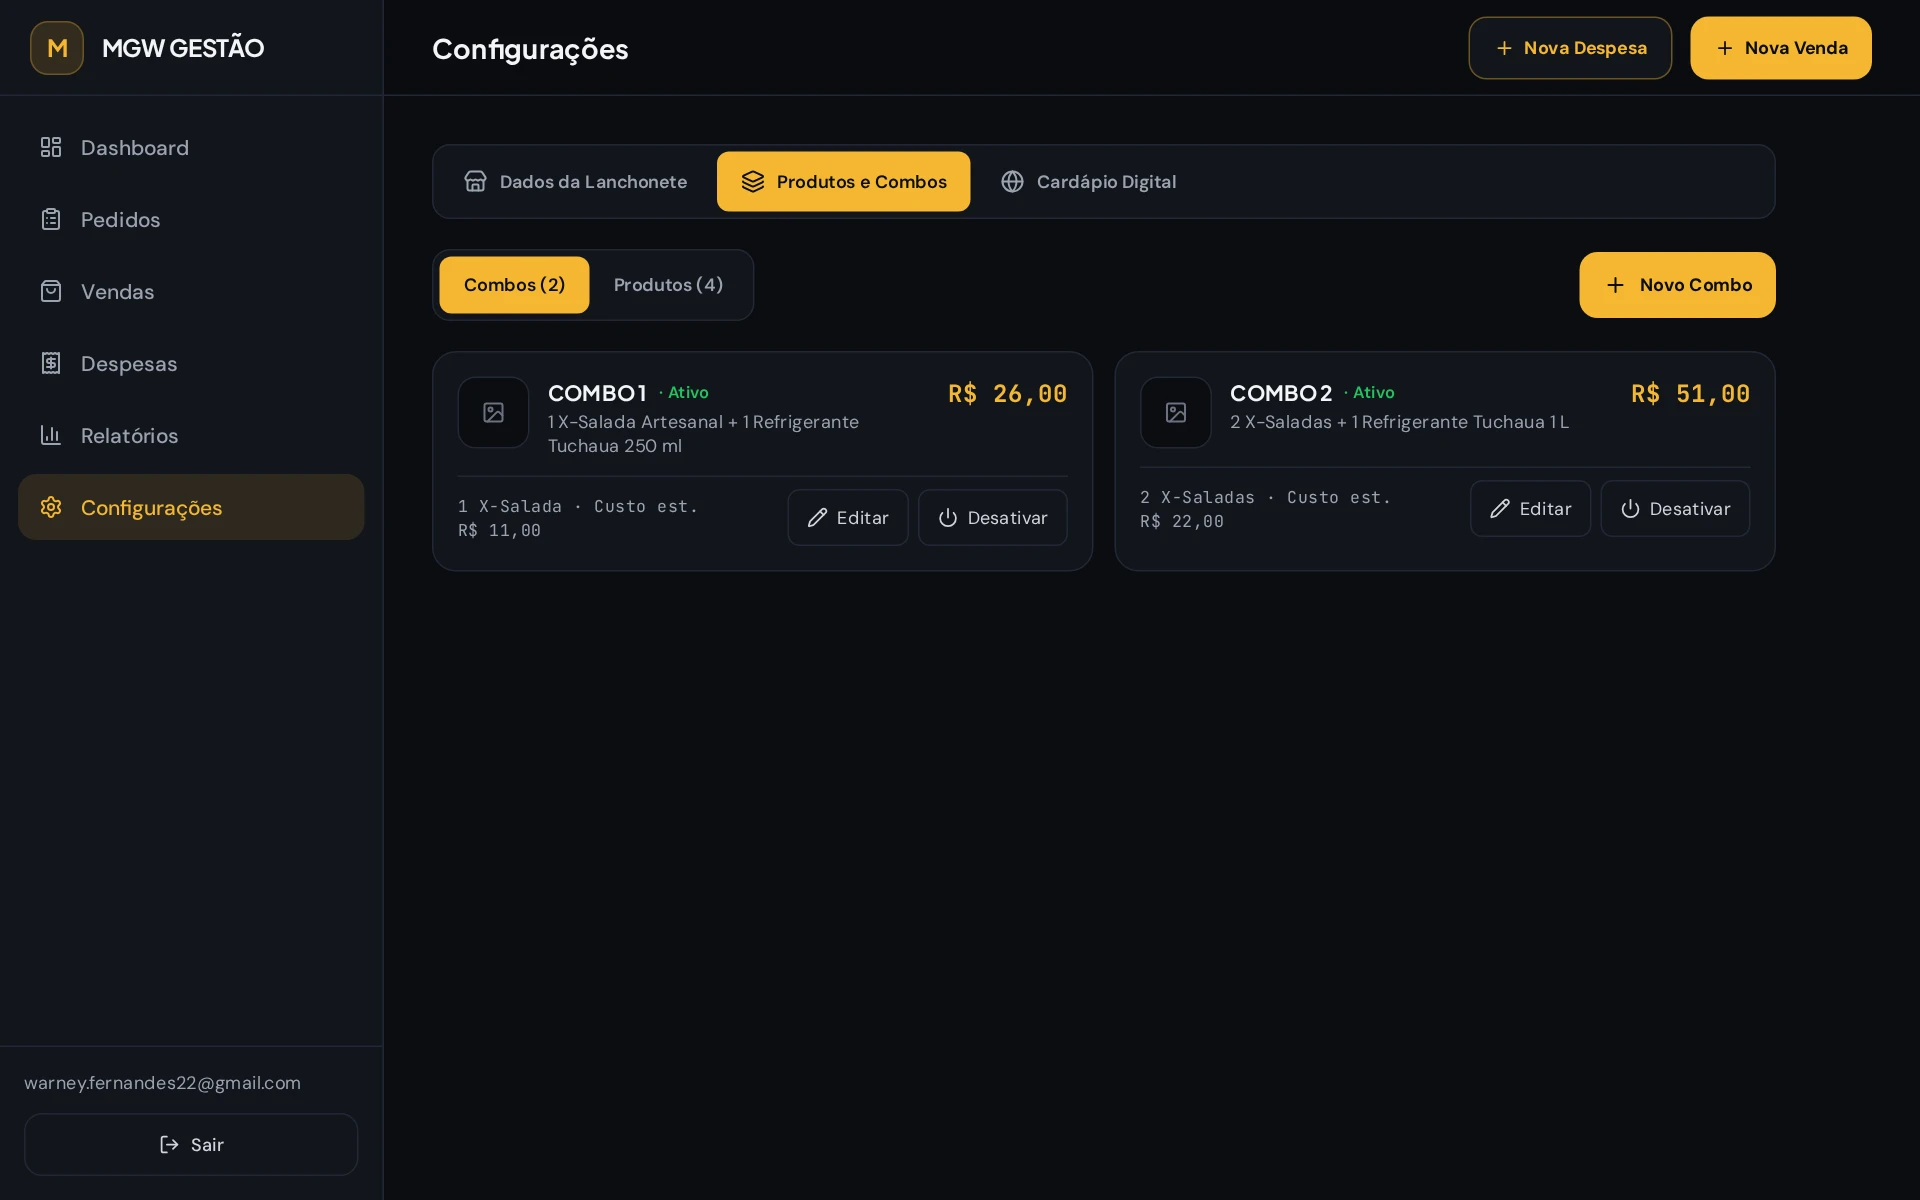 M MGW GESTÃO
Configurações
+ Nova Despesa
+ Nova Venda
Dashboard
Pedidos
Vendas
Despesas
Relatórios
Configurações
warney.fernandes22@gmail.com
Sair
Dados da Lanchonete
Produtos e Combos
Cardápio Digital
Combos (2)
Produtos (4)
+ Novo Combo
COMBO 1 · Ativo
R$ 26,00
1 X-Salada Artesanal + 1 Refrigerante
Tuchaua 250 ml
1 X-Salada · Custo est.
R$ 11,00
Editar
Desativar
COMBO 2 · Ativo
R$ 51,00
2 X-Saladas + 1 Refrigerante Tuchaua 1 L
2 X-Saladas · Custo est.
R$ 22,00
Editar
Desativar